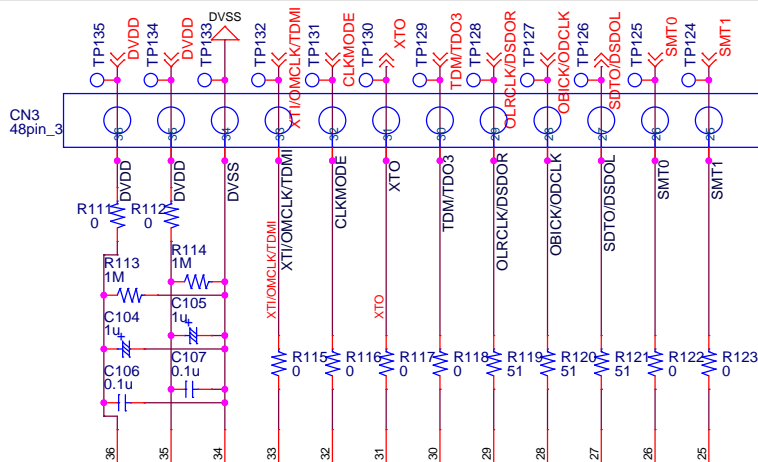 DVSS
TP135
DVDD
TP134
DVDD
TP133
TP132
XTI/OMCLK/TDMI
TP131
CLKMODE
TP130
XTO
TP129
TDM/TDO3
TP128
OLRCLK/DSDOR
TP127
OBICK/ODCLK
TP126
SDTO/DSDOL
TP125
SMT0
TP124
SMT1
CN3
48pin_3
36
35
34
33
32
31
30
29
28
27
26
25
DVDD
DVDD
DVSS
XTI/OMCLK/TDMI
CLKMODE
XTO
TDM/TDO3
OLRCLK/DSDOR
OBICK/ODCLK
SDTO/DSDOL
SMT0
SMT1
R111
0
R112
0
XTI/OMCLK/TDMI
XTO
R113
1M
R114
1M
C104
1u
+
C105
1u
+
C106
0.1u
C107
0.1u
R115
0
R116
0
R117
0
R118
0
R119
51
R120
51
R121
51
R122
0
R123
0
36
35
34
33
32
31
30
29
28
27
26
25